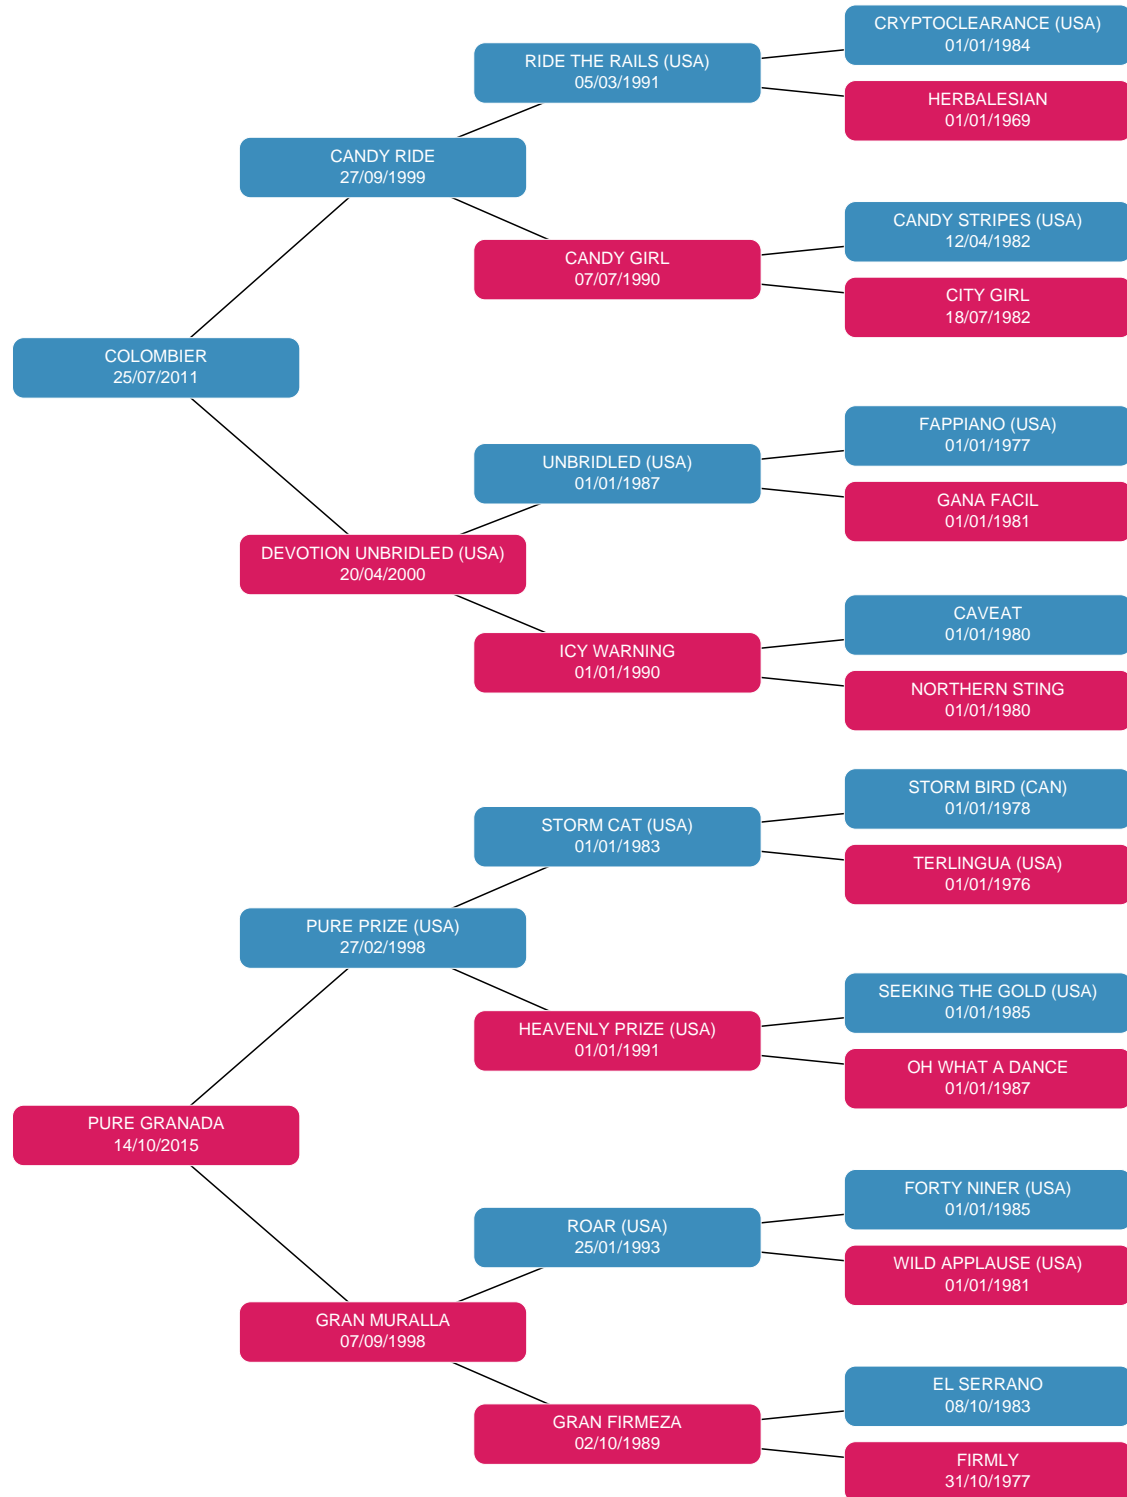 CRYPTOCLEARANCE (USA)
01/01/1984
RIDE THE RAILS (USA)
05/03/1991
HERBALESIAN
01/01/1969
CANDY RIDE
27/09/1999
CANDY STRIPES (USA)
12/04/1982
CANDY GIRL
07/07/1990
CITY GIRL
18/07/1982
COLOMBIER
25/07/2011
FAPPIANO (USA)
01/01/1977
UNBRIDLED (USA)
01/01/1987
GANA FACIL
01/01/1981
DEVOTION UNBRIDLED (USA)
20/04/2000
CAVEAT
01/01/1980
ICY WARNING
01/01/1990
NORTHERN STING
01/01/1980
STORM BIRD (CAN)
01/01/1978
STORM CAT (USA)
01/01/1983
TERLINGUA (USA)
01/01/1976
PURE PRIZE (USA)
27/02/1998
SEEKING THE GOLD (USA)
01/01/1985
HEAVENLY PRIZE (USA)
01/01/1991
OH WHAT A DANCE
01/01/1987
PURE GRANADA
14/10/2015
FORTY NINER (USA)
01/01/1985
ROAR (USA)
25/01/1993
WILD APPLAUSE (USA)
01/01/1981
GRAN MURALLA
07/09/1998
EL SERRANO
08/10/1983
GRAN FIRMEZA
02/10/1989
FIRMLY
31/10/1977